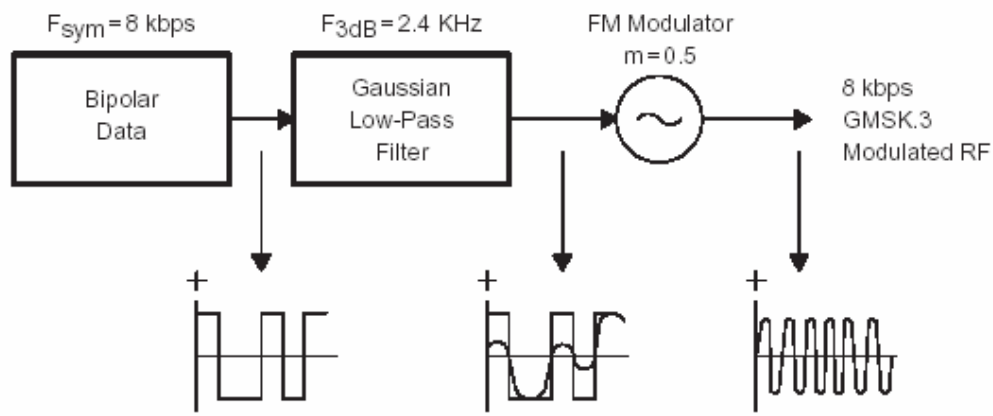 Fsym=8 kbps
Bipolar
Data
F3dB=2.4 KHz
Gaussian
Low-Pass
Filter
FM Modulator
m=0.5
8 kbps
GMSK.3
Modulated RF
+
+
+